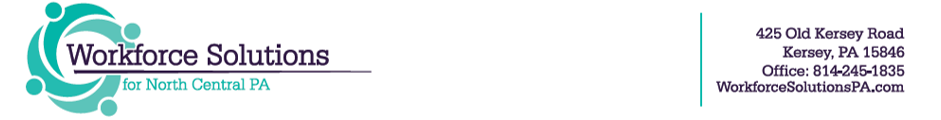 Workforce Solutions
for North Central PA
425 Old Kersey Road
Kersey, PA 15846
Office: 814-245-1835
WorkforceSolutionsPA.com